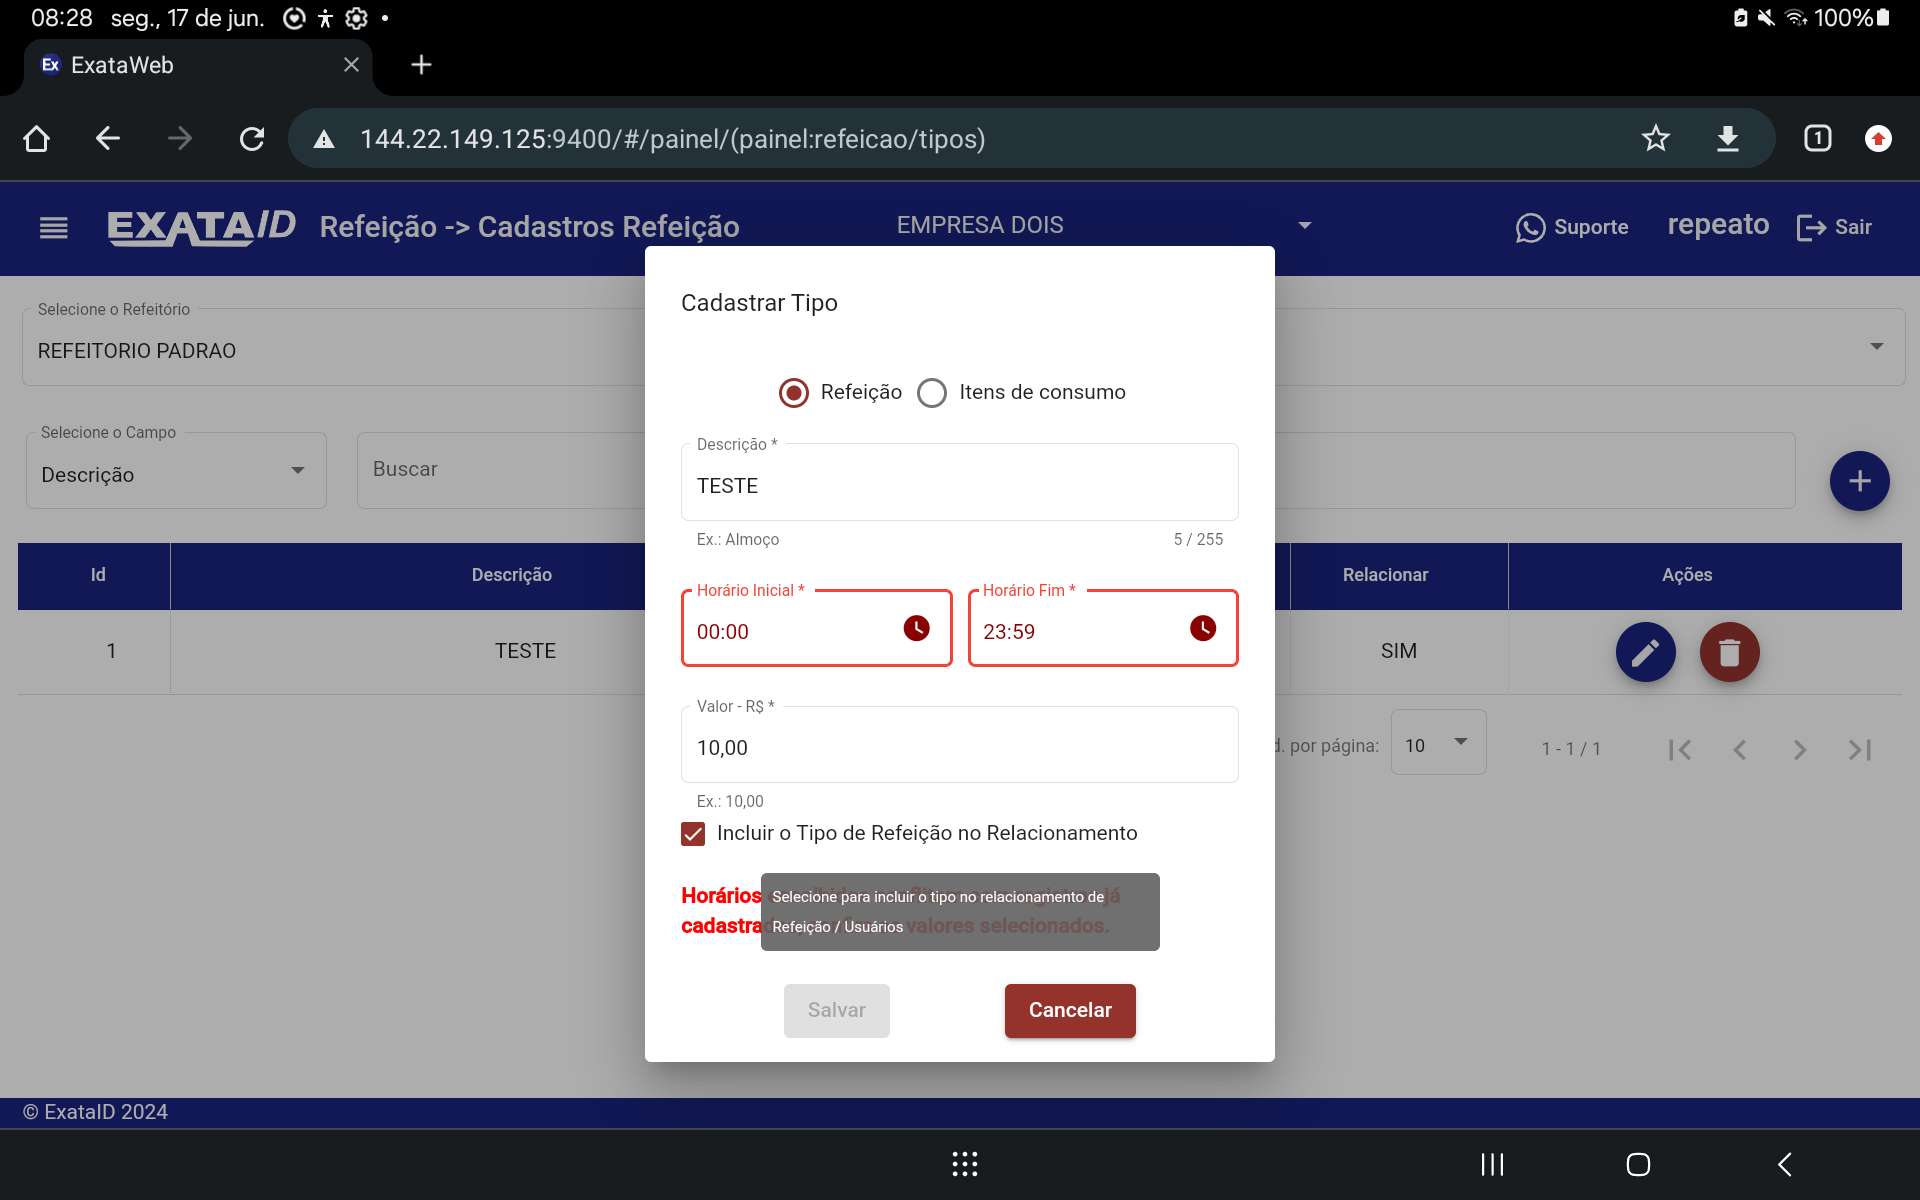 08:28 seg., 17 de jun.
100%
Ex ExataWeb
144.22.149.125:9400/#/painel/(painel:refeicao/tipos)
1
EXATAID Refeição -> Cadastros Refeição
EMPRESA DOIS
Suporte
repeato
Sair
Selecione o Refeitório
REFEITORIO PADRAO
Selecione o Campo
Descrição
Buscar
Id
Descrição
Relacionar
Ações
1
TESTE
SIM
d. por página:
10
1 - 1 / 1
Cadastrar Tipo
Refeição
Itens de consumo
Descrição *
TESTE
Ex.: Almoço
5 / 255
Horário Inicial *
00:00
Horário Fim *
23:59
Valor - R$ *
10,00
Ex.: 10,00
Incluir o Tipo de Refeição no Relacionamento
Horários já
cadastra valores selecionados.
Selecione para incluir o tipo no relacionamento de
Refeição / Usuários
Salvar
Cancelar
© ExataID 2024